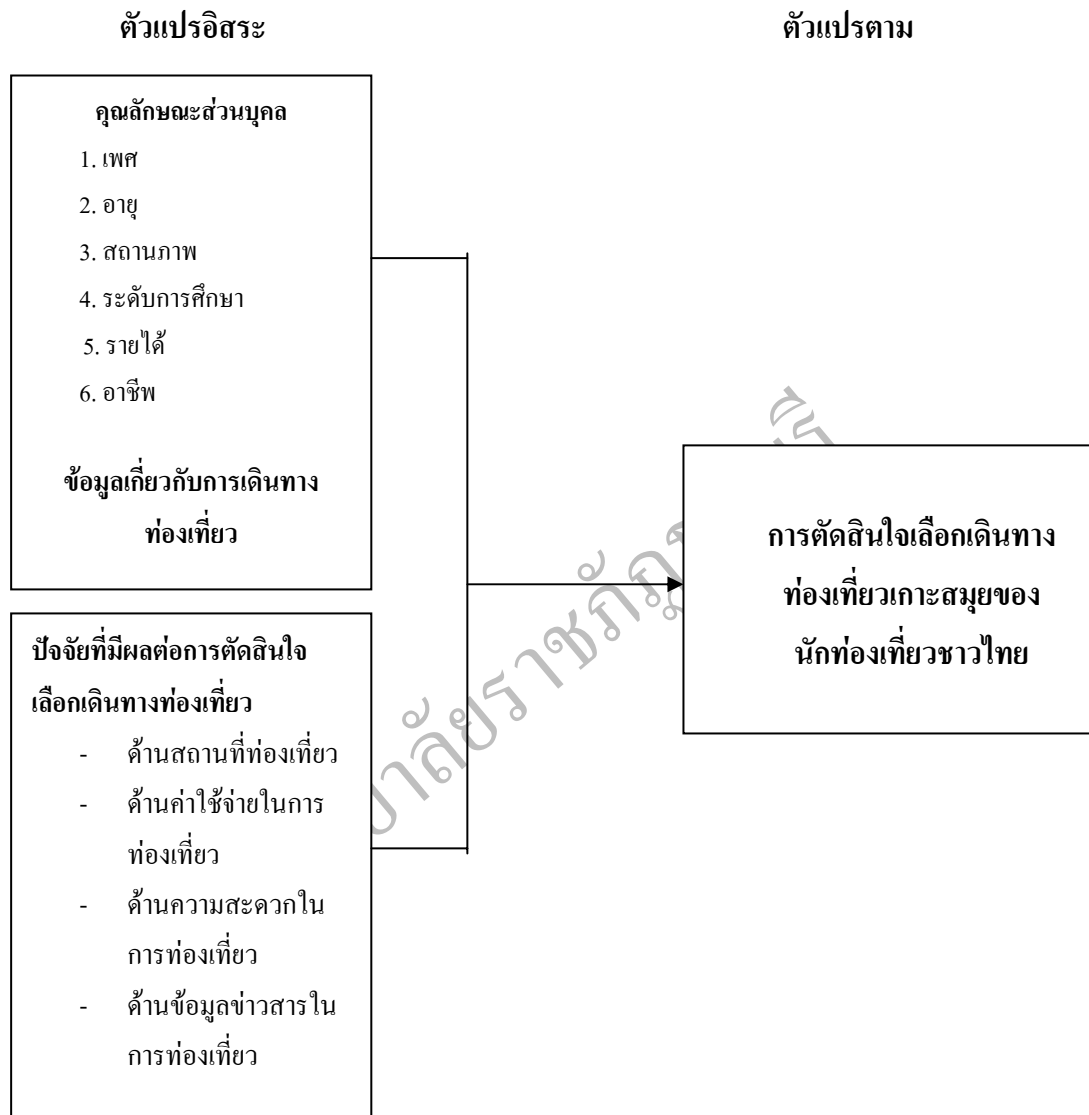 ตัวแปรอิสระ
ตัวแปรตาม
คุณลักษณะส่วนบุคล
1. เพศ
2. อายุ
3. สถานภาพ
4. ระดับการศึกษา
5. รายได้
6. อาชีพ
ข้อมูลเกี่ยวกับการเดินทาง
ท่องเที่ยว
ปัจจัยที่มีผลต่อการตัดสินใจ
เลือกเดินทางท่องเที่ยว
- ด้านสถานที่ท่องเที่ยว
- ด้านค่าใช้จ่ายในการ
ท่องเที่ยว
- ด้านความสะดวกใน
การท่องเที่ยว
- ด้านข้อมูลข่าวสารใน
การท่องเที่ยว
การตัดสินใจเลือกเดินทาง
ท่องเที่ยวเกาะสมุยของ
นักท่องเที่ยวชาวไทย